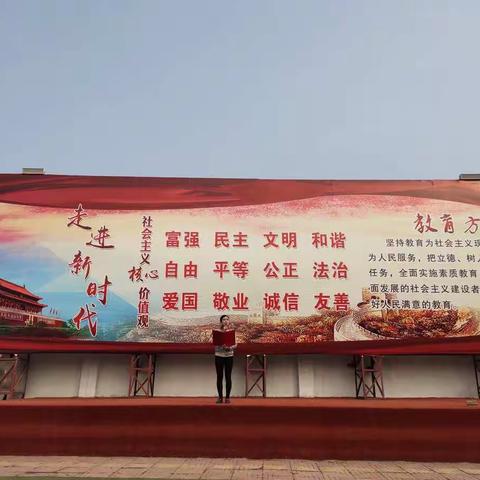 走进新时代
社会主义
核心价值观
富强 民主 文明 和谐
自由 平等 公正 法治
爱国 敬业 诚信 友善
教育方
坚持教育为社会主义现
为人民服务、把立德、树人
任务，全面实施素质教育
面发展的社会主义建设者
好人民满意的教育